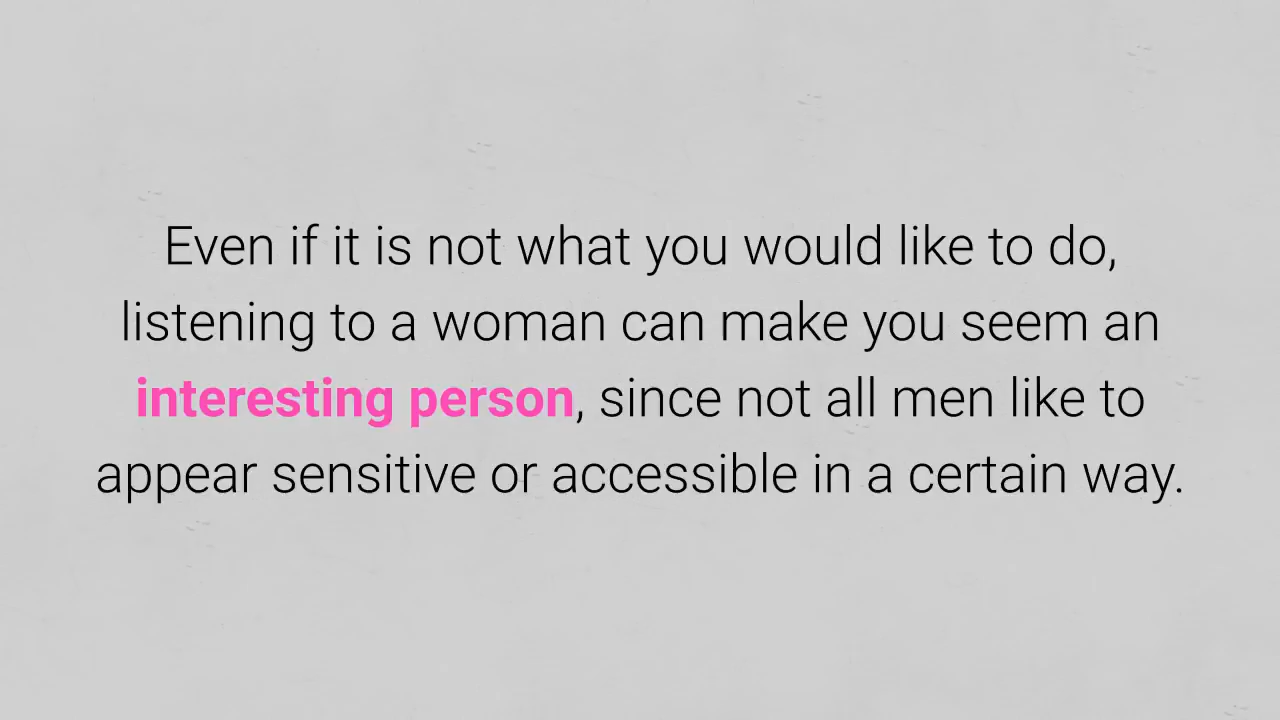 Even if it is not what you would like to do,
listening to a woman can make you seem an
interesting person, since not all men like to
appear sensitive or accessible in a certain way.